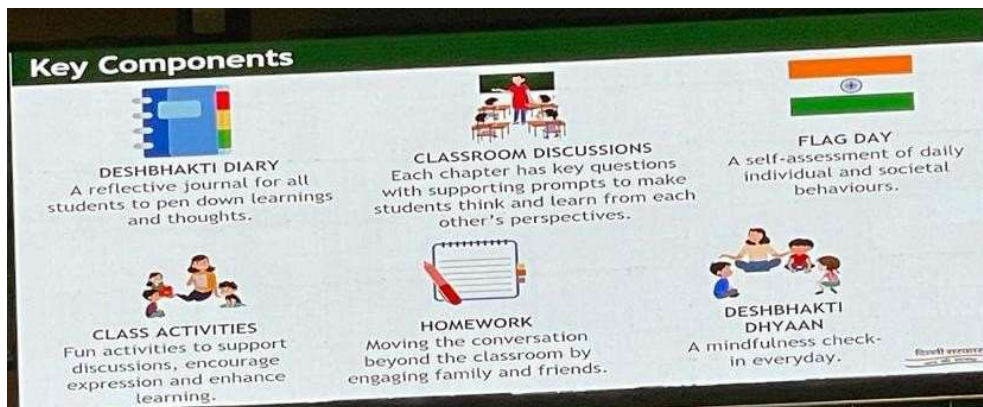 Key Components
DESHBHAKTI DIARY
A reflective journal for all
students to pen down learnings
and thoughts.
CLASSROOM DISCUSSIONS
Each chapter has key questions
with supporting prompts to make
students think and learn from each
other's perspectives.
FLAG DAY
A self-assessment of daily
individual and societal
behaviours.
CLASS ACTIVITIES
Fun activities to support
discussions, encourage
expression and enhance
learning.
HOMEWORK
Moving the conversation
beyond the classroom by
engaging family and friends.
DESHBHAKTI
DHYAAN
A mindfulness check-
in everyday.
दिल्ली सरकार